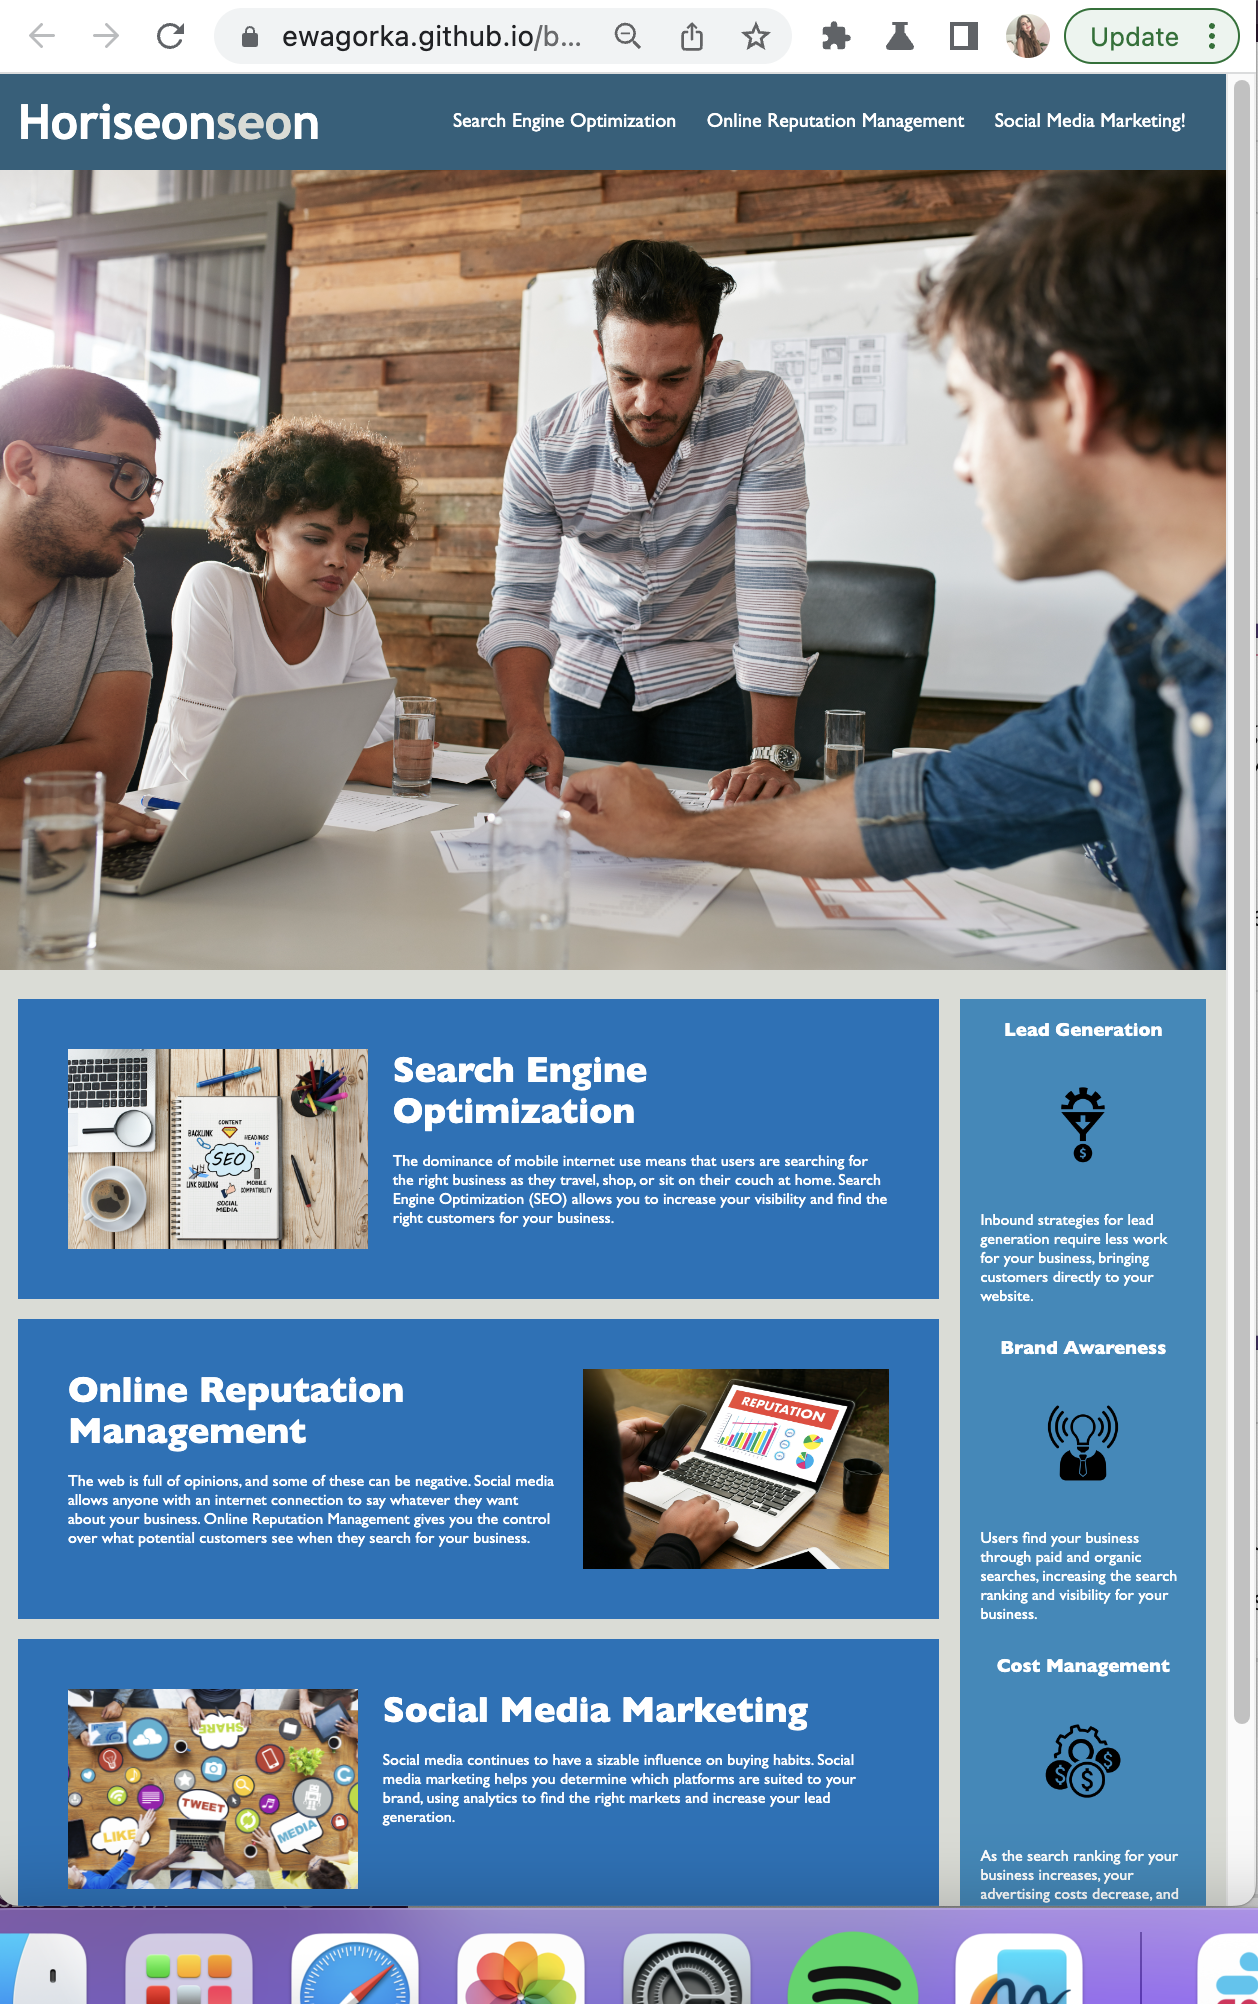 ewagorka.github.io/b...
Update
Horiseonseon
Search Engine Optimization
Online Reputation Management
Social Media Marketing!
Search Engine
Optimization
The dominance of mobile internet use means that users are searching for
the right business as they travel, shop, or sit on their couch at home. Search
Engine Optimization (SEO) allows you to increase your visibility and find the
right customers for your business.
CONTENT
BACKLINK
HEADINGS
SEO
LINK BUILDING
MOBILE
COMPATIBILITY
SOCIAL
MEDIA
Online Reputation
Management
The web is full of opinions, and some of these can be negative. Social media
allows anyone with an internet connection to say whatever they want
about your business. Online Reputation Management gives you the control
over what potential customers see when they search for your business.
REPUTATION
Social Media Marketing
Social media continues to have a sizable influence on buying habits. Social
media marketing helps you determine which platforms are suited to your
brand, using analytics to find the right markets and increase your lead
generation.
SHARE
TWEET
LIKE
MEDIA
Lead Generation
$
Inbound strategies for lead
generation require less work
for your business, bringing
customers directly to your
website.
Brand Awareness
Users find your business
through paid and organic
searches, increasing the search
ranking and visibility for your
business.
Cost Management
$
$
$
As the search ranking for your
business increases, your
advertising costs decrease, and